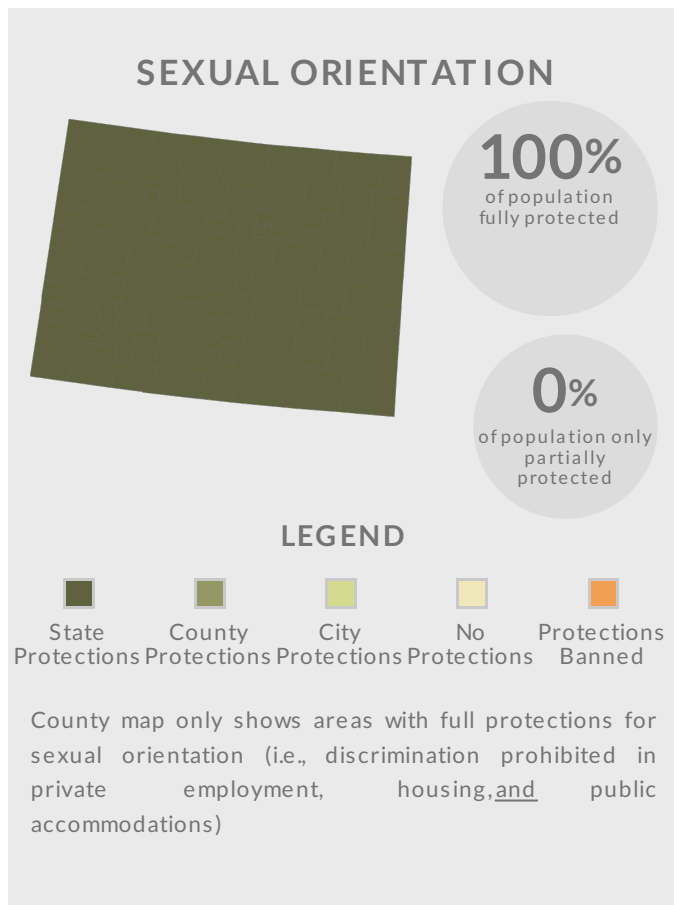 SEXUAL ORIENTATION
100%
of population
fully protected
0%
of population only
partially
protected
LEGEND
State
Protections
County
Protections
City
Protections
No
Protections
Protections
Banned
County map only shows areas with full protections for
sexual orientation (i.e., discrimination prohibited in
private employment, housing, and public
accommodations)